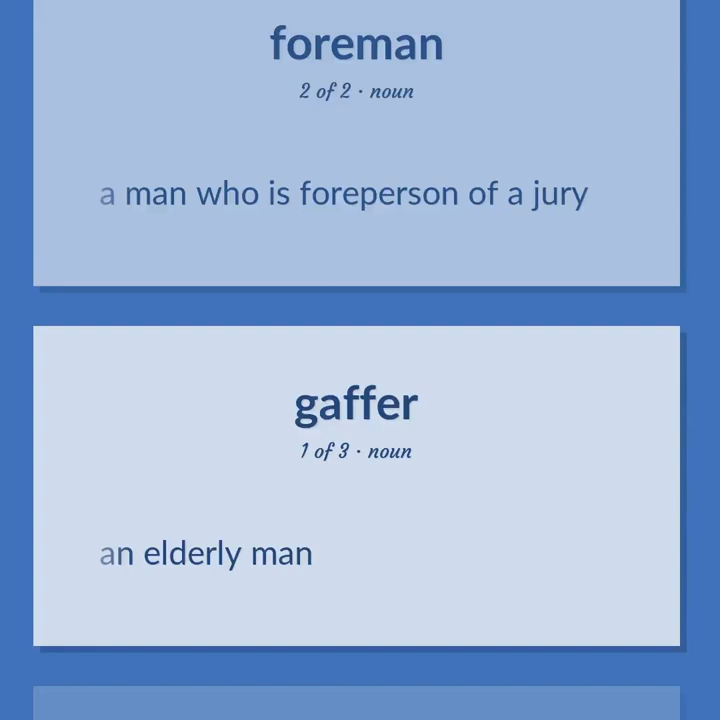 foreman
2 of 2 · noun
a man who is foreperson of a jury
gaffer
1 of 3 · noun
an elderly man